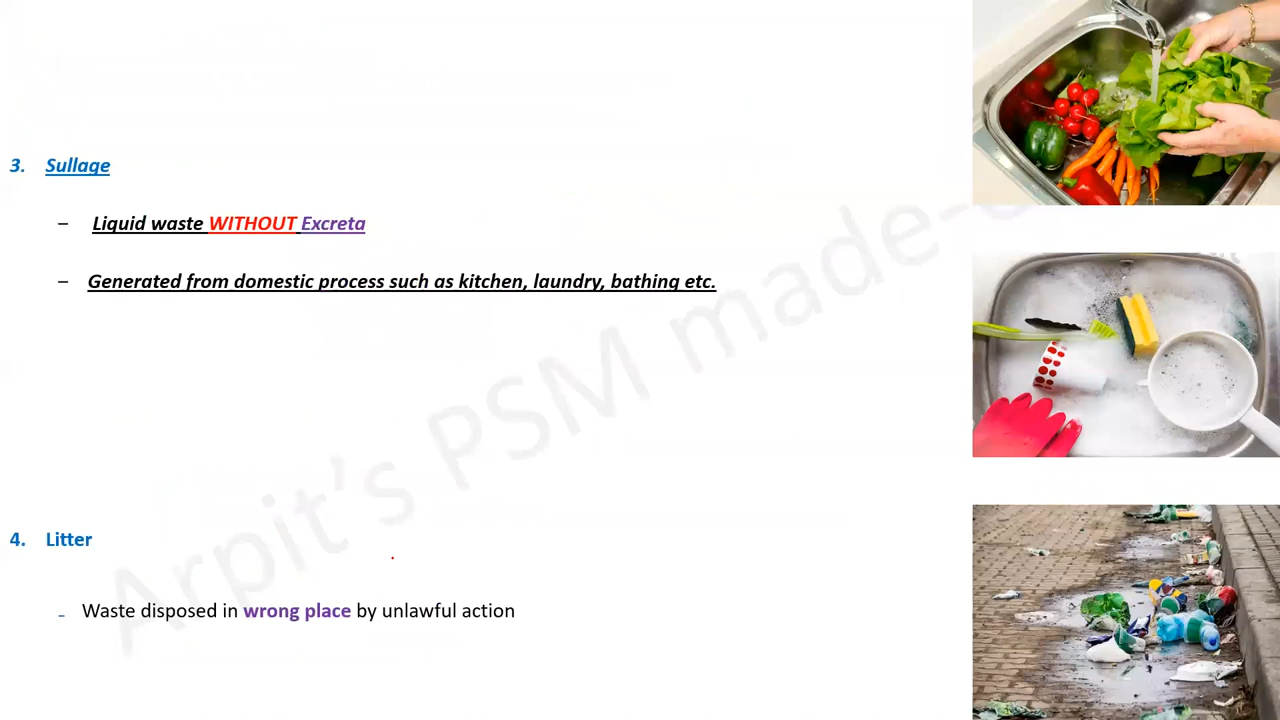 3. Sullage
– Liquid waste WITHOUT Excreta
– Generated from domestic process such as kitchen, laundry, bathing etc.
Arpit's PSM made-
4. Litter
– Waste disposed in wrong place by unlawful action